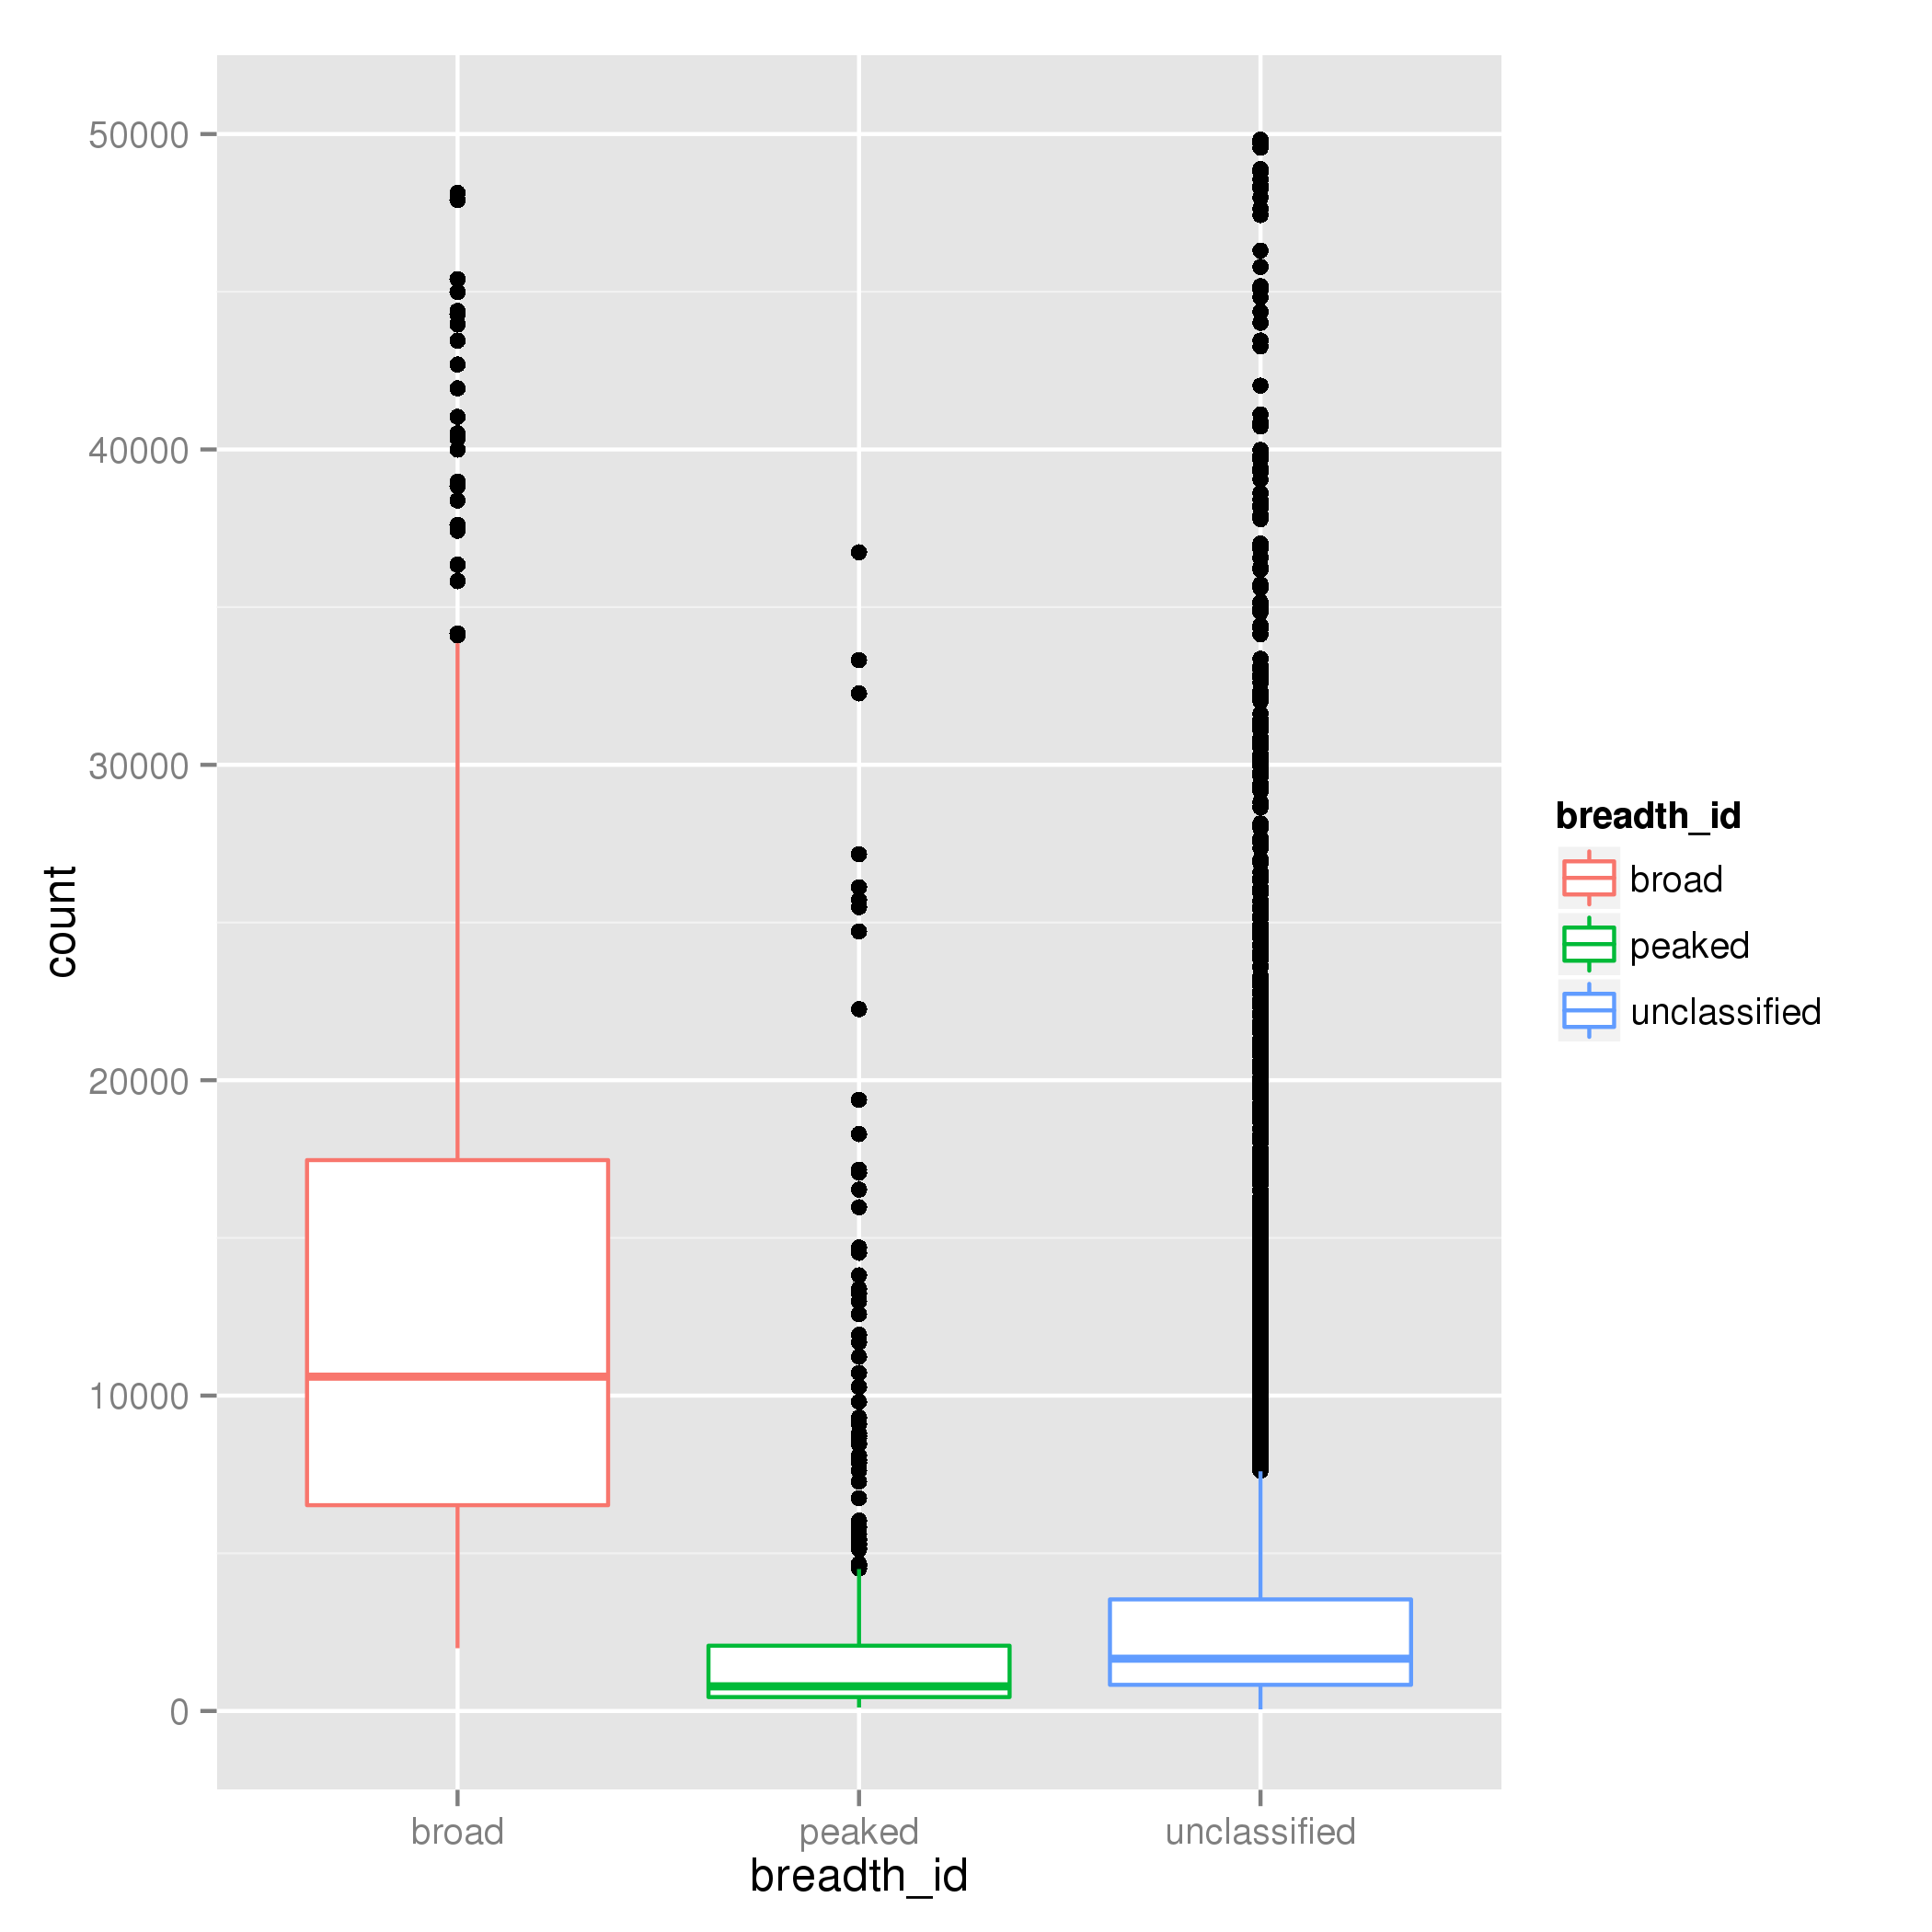 50000
40000
30000
20000
10000
0
count
broad
peaked
unclassified
breadth_id
breadth_id
broad
peaked
unclassified